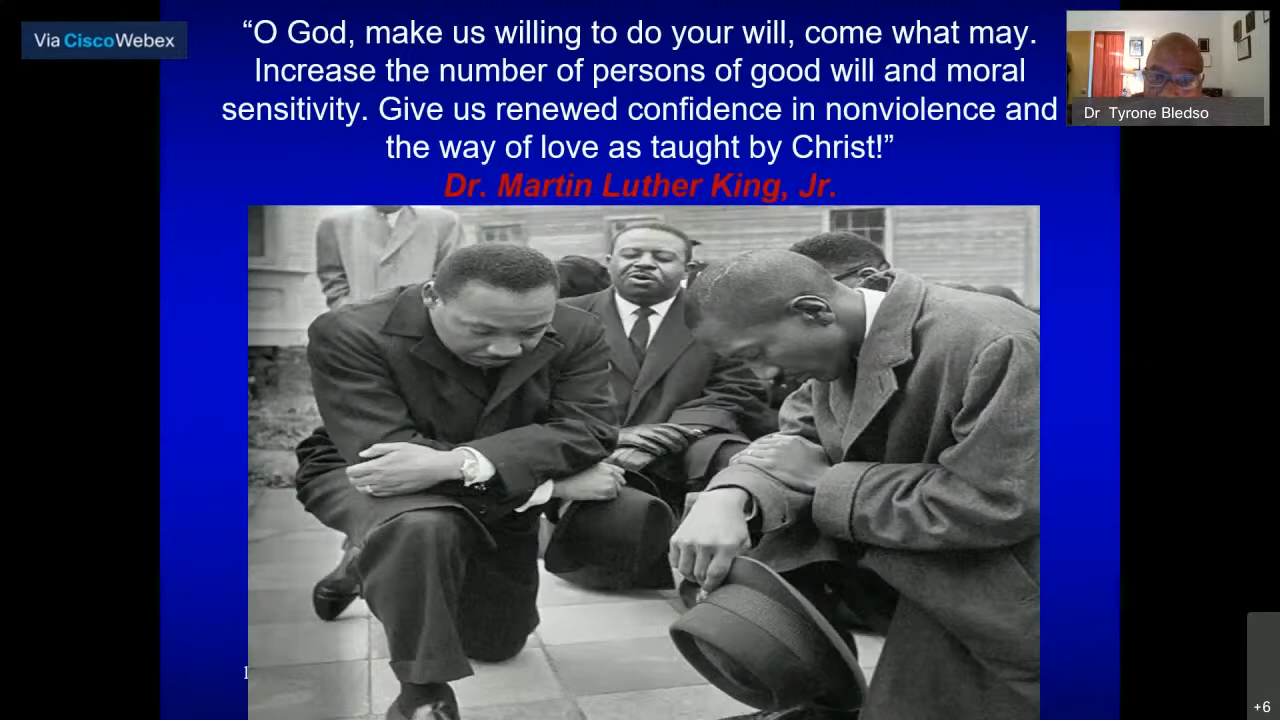 Via CiscoWebex
“O God, make us willing to do your will, come what may.
Increase the number of persons of good will and moral
sensitivity. Give us renewed confidence in nonviolence and
the way of love as taught by Christ!”
Dr. Martin Luther King, Jr.
Dr Tyrone Bledso
+6